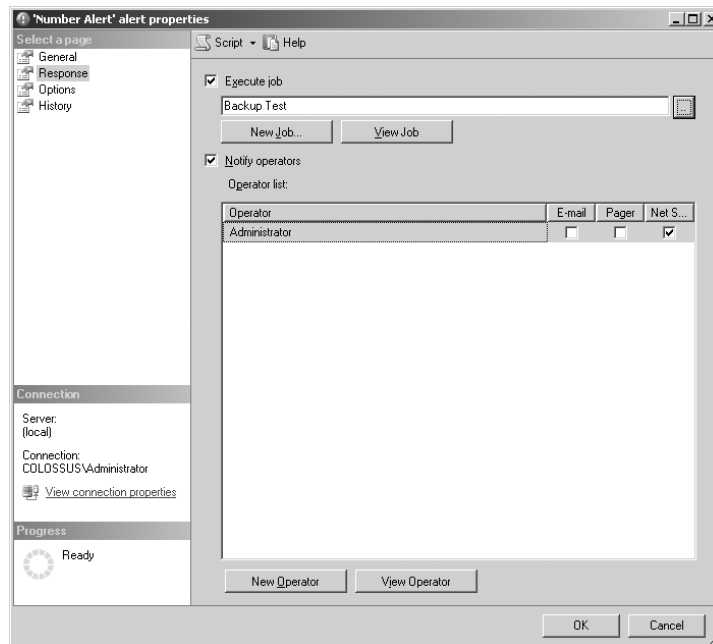 'Number Alert' alert properties
Select a page
General
Response
Options
History
Script Help
Execute job
Backup Test
...
New Job... View Job
Notify operators
Operator list:
Operator E-mail Pager Net S...
Administrator
Connection
Server:
(local)
Connection:
COLOSSUS\Administrator
View connection properties
Progress
Ready
New Operator View Operator
OK Cancel